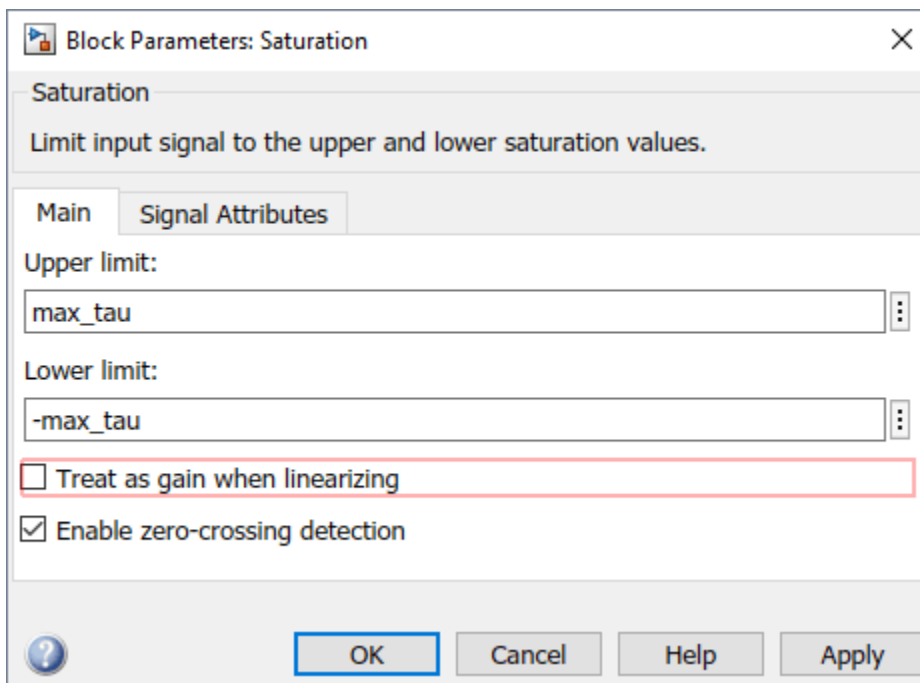 Block Parameters: Saturation
Saturation
Limit input signal to the upper and lower saturation values.
Main Signal Attributes
Upper limit:
max_tau
Lower limit:
-max_tau
Treat as gain when linearizing
Enable zero-crossing detection
? OK Cancel Help Apply